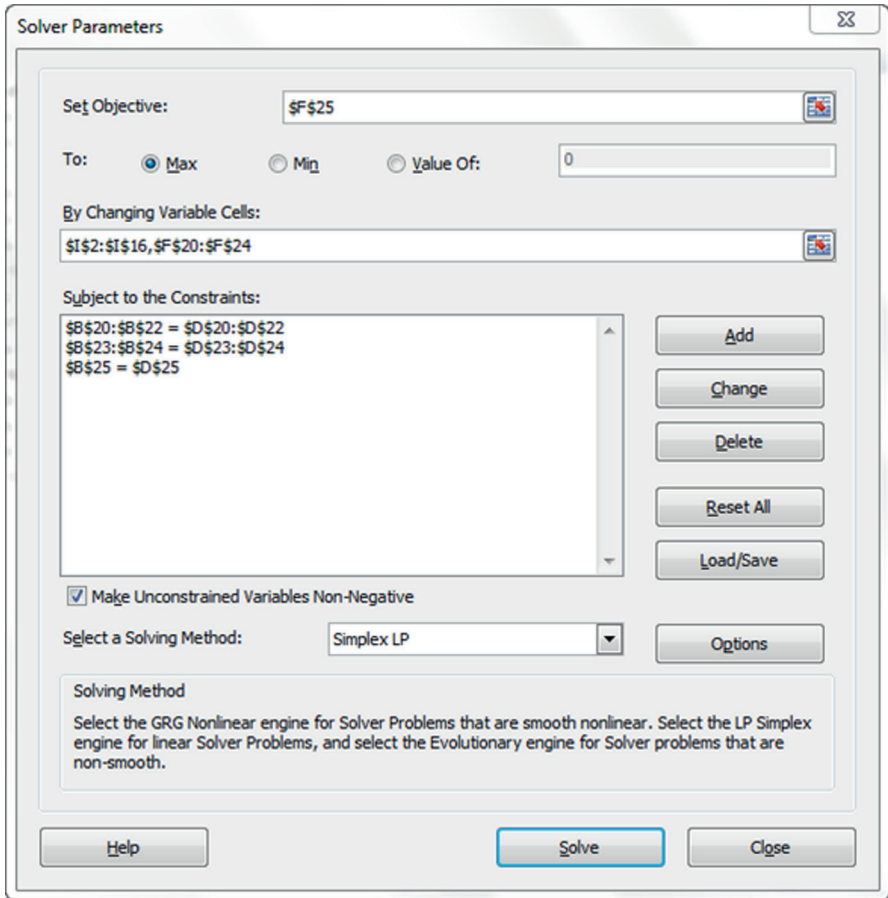 Solver Parameters
Set Objective: $F$25
To: Max Min Value Of: 0
By Changing Variable Cells:
$I$2:$I$16,$F$20:$F$24
Subject to the Constraints:
$B$20:$B$22 = $D$20:$D$22
$B$23:$B$24 = $D$23:$D$24
$B$25 = $D$25
Add
Change
Delete
Reset All
Load/Save
Make Unconstrained Variables Non-Negative
Select a Solving Method: Simplex LP Options
Solving Method
Select the GRG Nonlinear engine for Solver Problems that are smooth nonlinear. Select the LP Simplex
engine for linear Solver Problems, and select the Evolutionary engine for Solver problems that are
non-smooth.
Help Solve Close